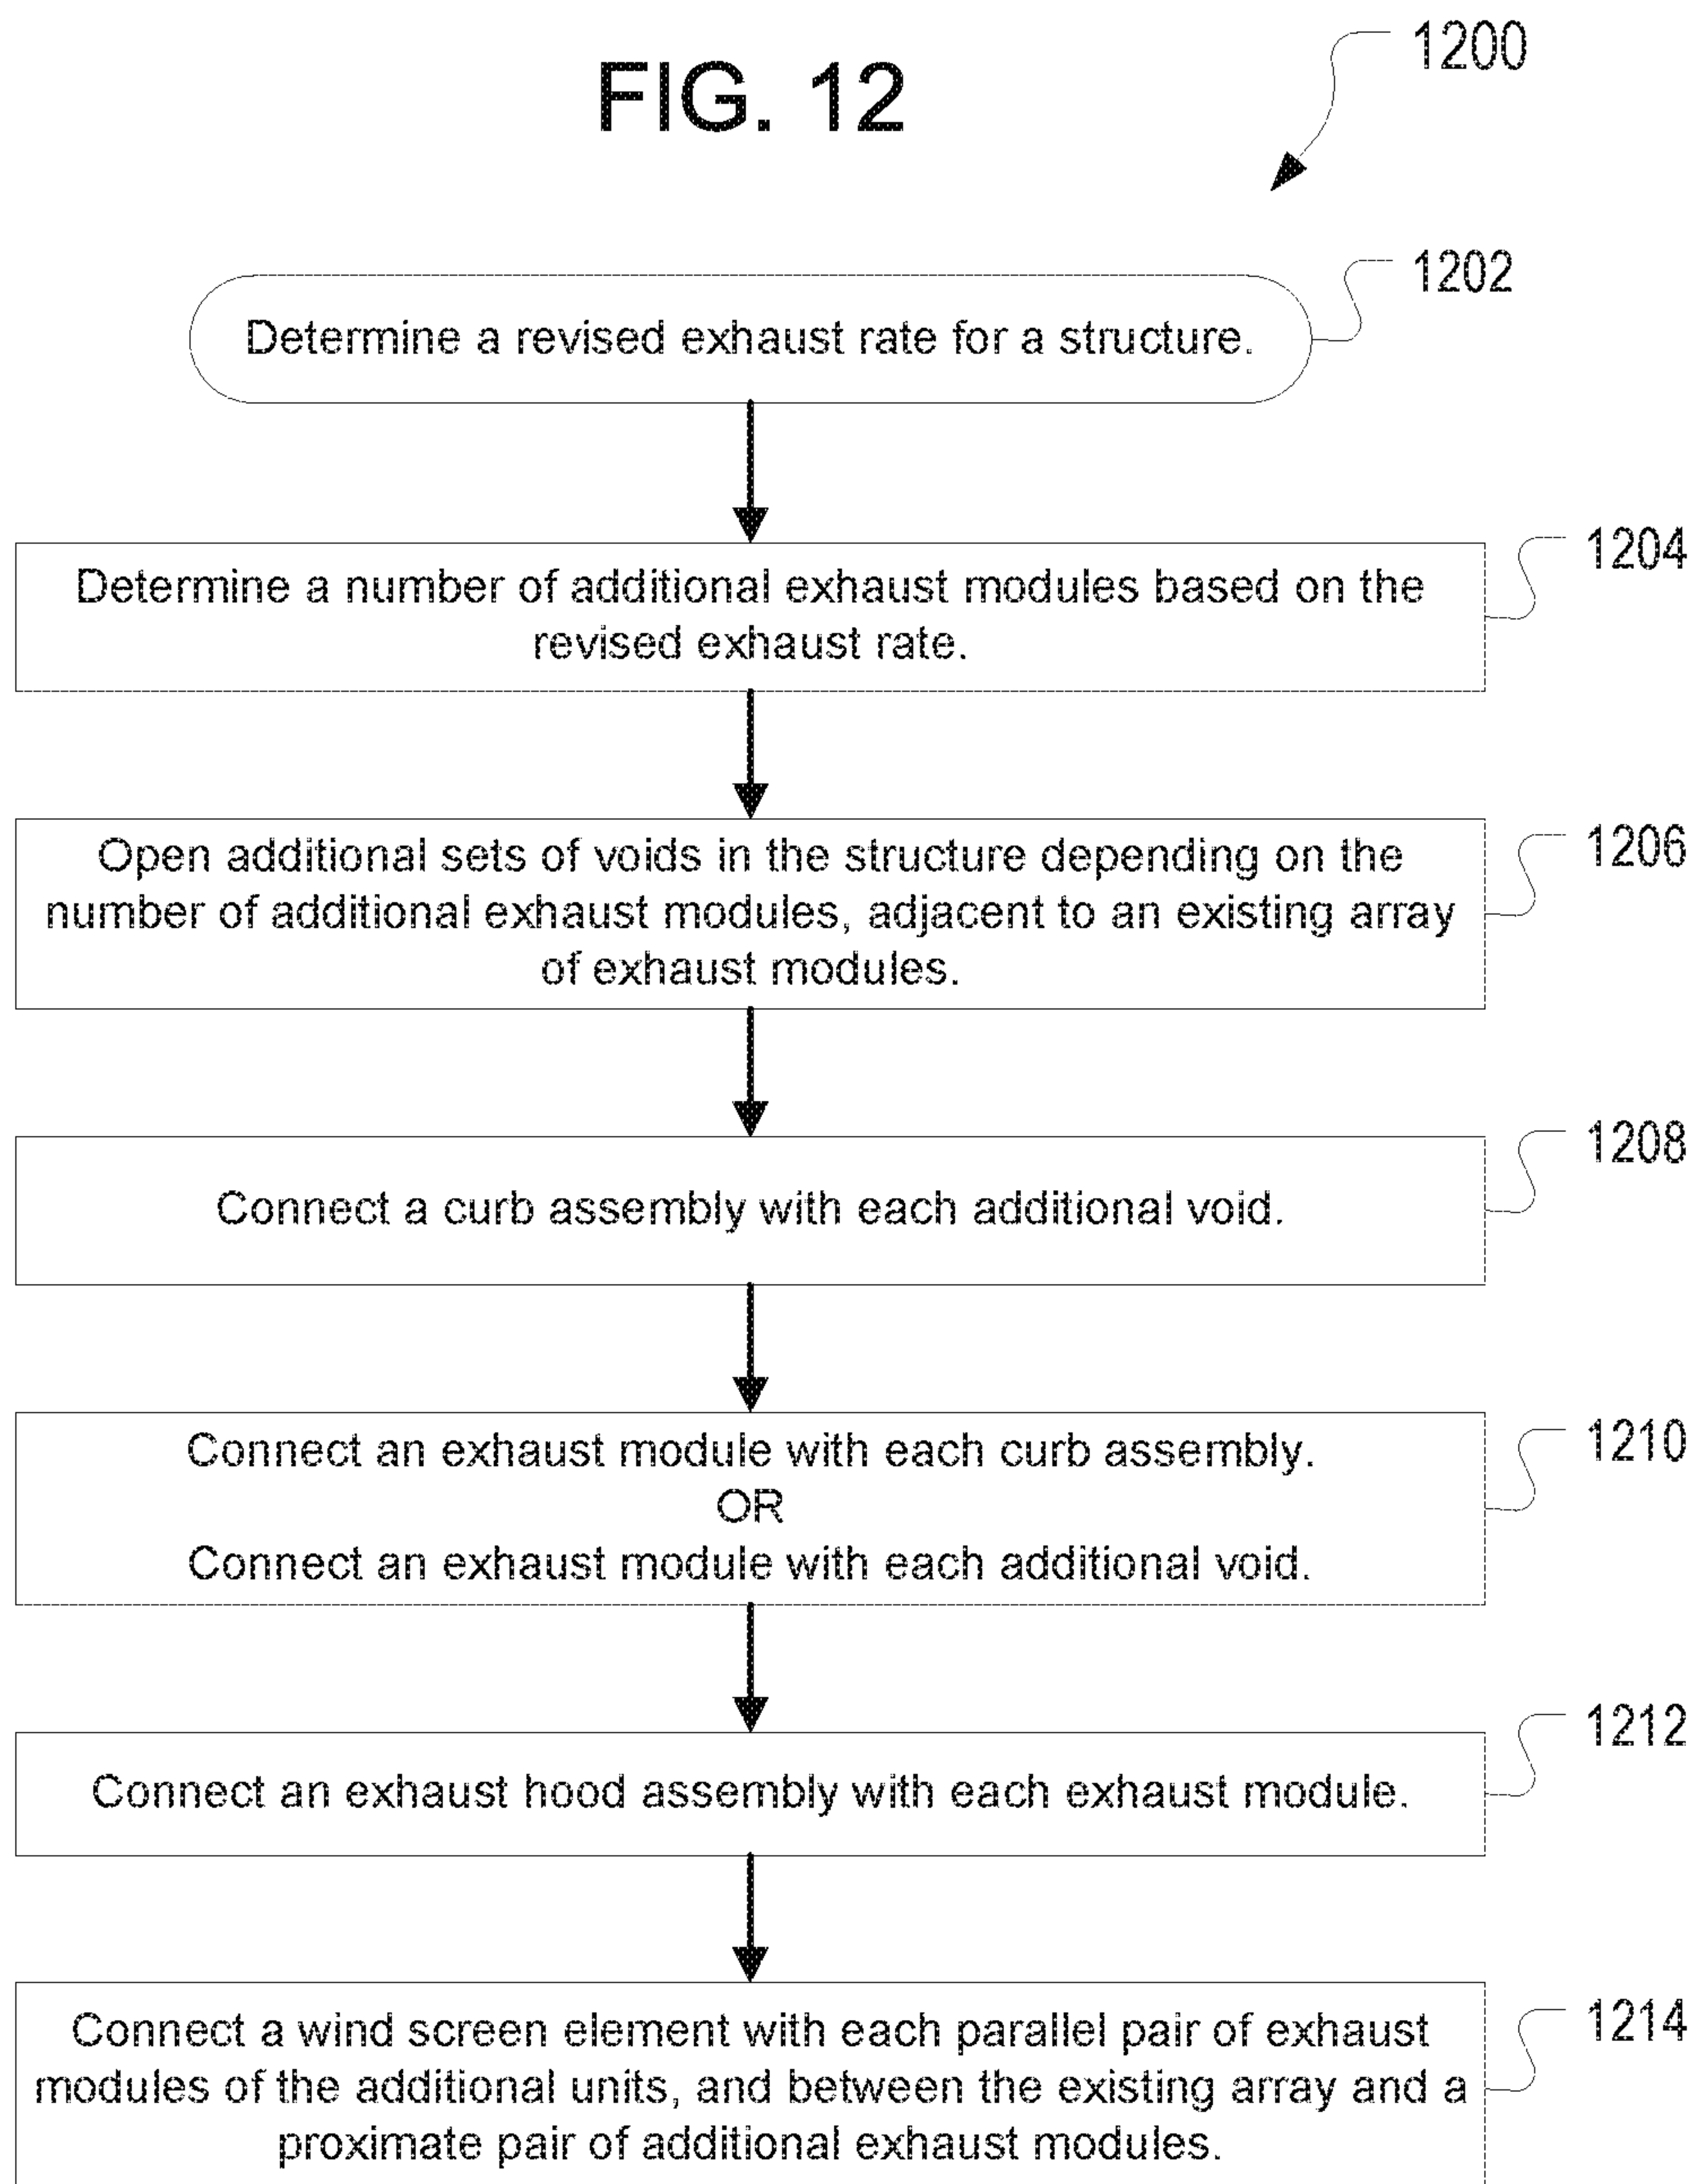 FIG. 12
1200
Determine a revised exhaust rate for a structure.
1202
Determine a number of additional exhaust modules based on the
revised exhaust rate.
1204
Open additional sets of voids in the structure depending on the
number of additional exhaust modules, adjacent to an existing array
of exhaust modules.
1206
Connect a curb assembly with each additional void.
1208
Connect an exhaust module with each curb assembly.
OR
Connect an exhaust module with each additional void.
1210
Connect an exhaust hood assembly with each exhaust module.
1212
Connect a wind screen element with each parallel pair of exhaust
modules of the additional units, and between the existing array and a
proximate pair of additional exhaust modules.
1214